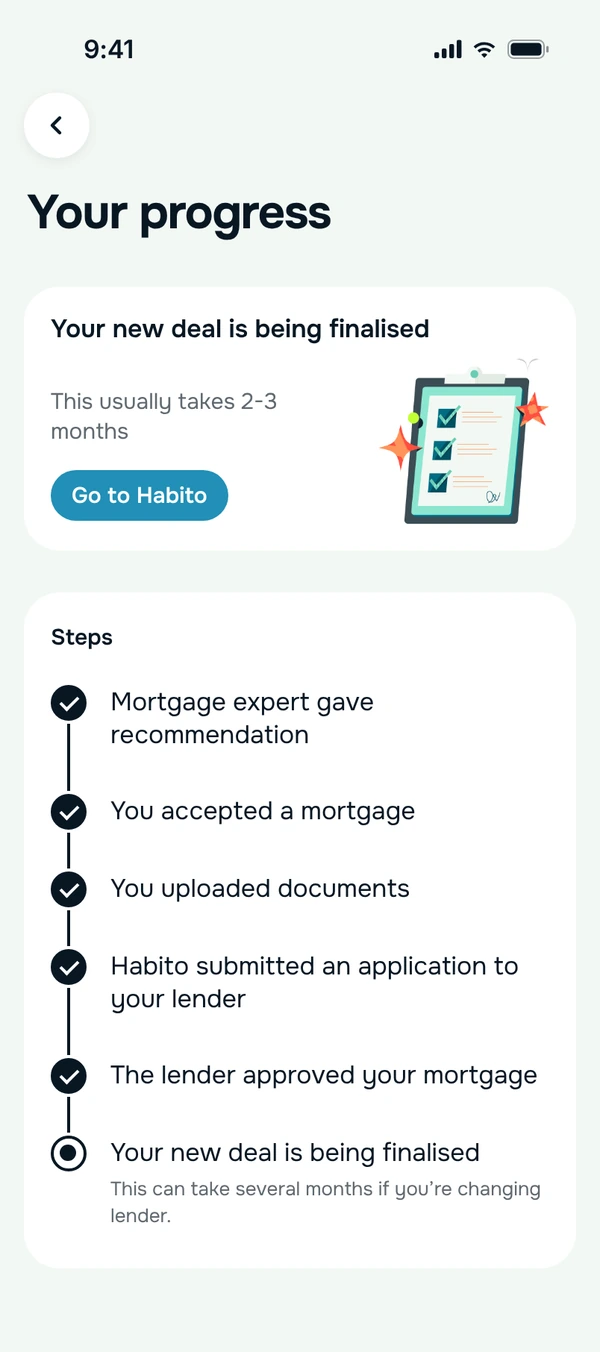 9:41
Your progress
Your new deal is being finalised
This usually takes 2-3
months
Go to Habito
Steps
Mortgage expert gave
recommendation
You accepted a mortgage
You uploaded documents
Habito submitted an application to
your lender
The lender approved your mortgage
Your new deal is being finalised
This can take several months if you’re changing
lender.